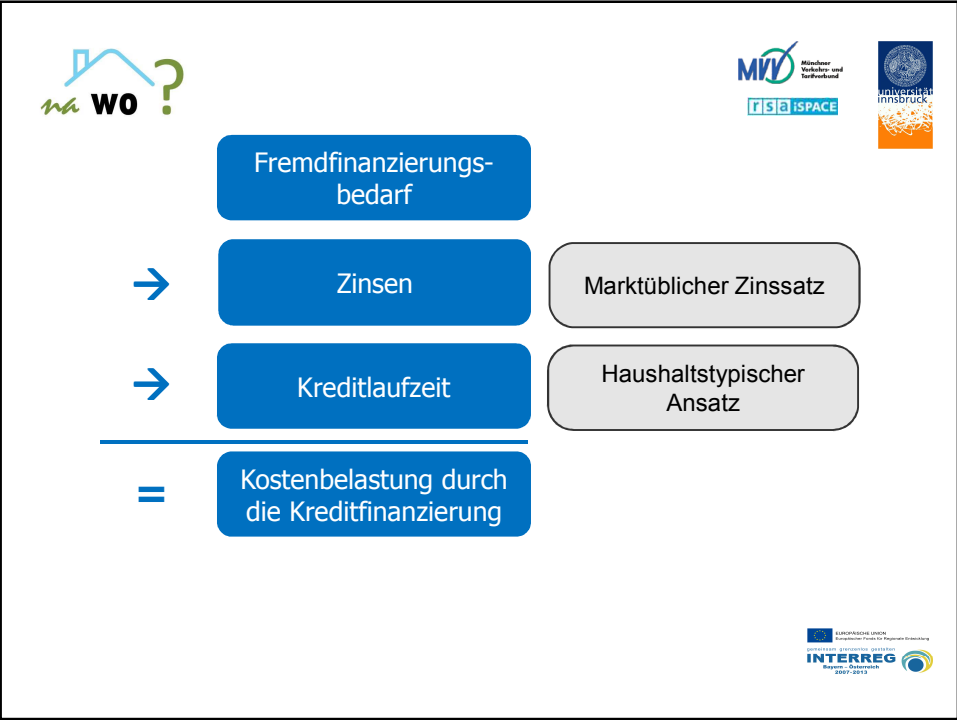 na WO ?
MVV
Münchner
Verkehrs- und
Tarifverbund
rsa iSPACE
universität
innsbruck
Fremdfinanzierungs-
bedarf
→ Zinsen
Marktüblicher Zinssatz
→ Kreditlaufzeit
Haushaltstypischer
Ansatz
= Kostenbelastung durch
die Kreditfinanzierung
EUROPÄISCHE UNION
Europäischer Fonds für Regionale Entwicklung
gemeinsam grenzenlos gestalten
INTERREG
Bayern - Österreich
2007-2013